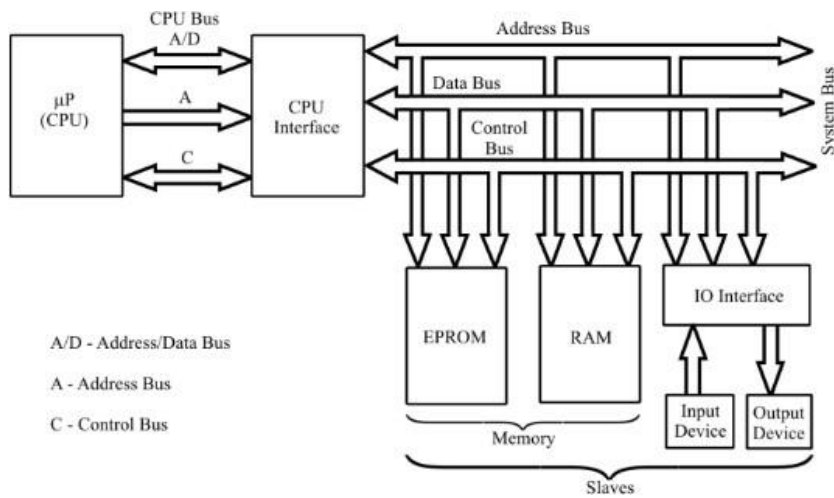 CPU Bus
A/D
Address Bus
μP
(CPU)
A
CPU
Interface
Data Bus
Control
Bus
System Bus
C
EPROM
RAM
IO Interface
A/D - Address/Data Bus
A - Address Bus
C - Control Bus
Input
Device
Output
Device
Memory
Slaves